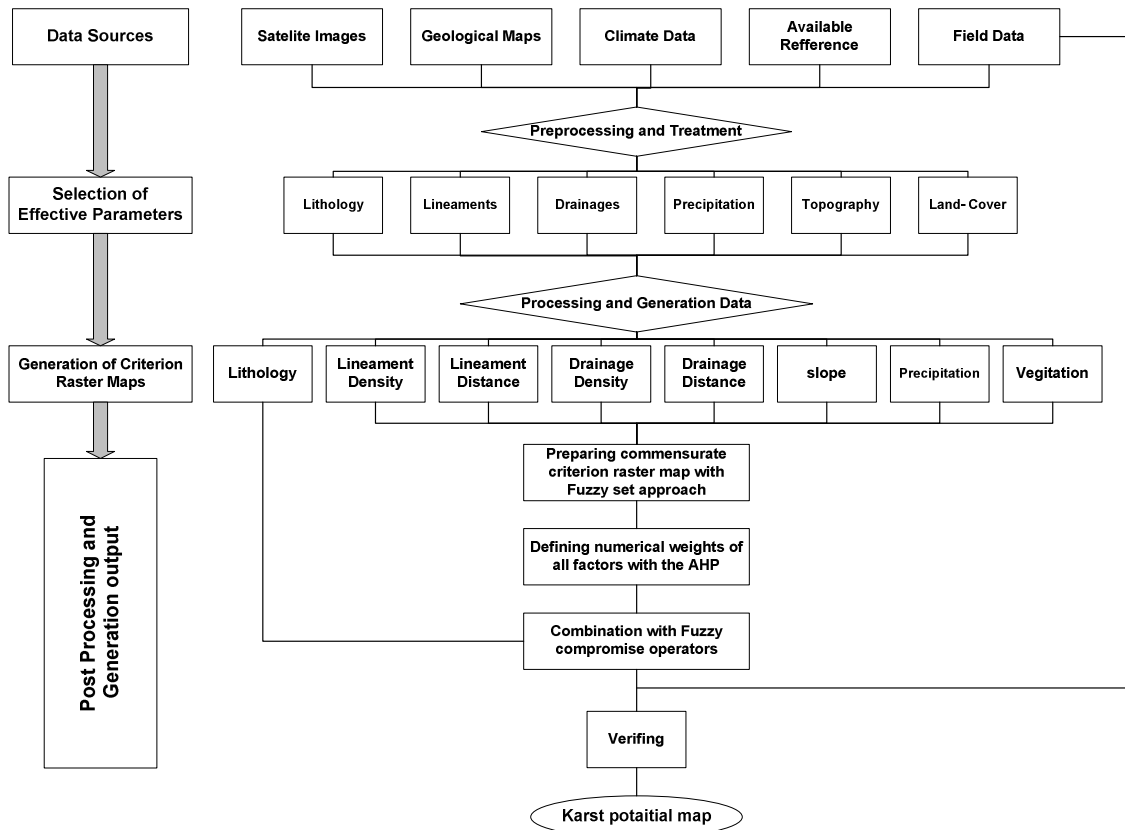 Data Sources
Satelite Images
Geological Maps
Climate Data
Available
Refference
Field Data
Preprocessing and Treatment
Selection of
Effective Parameters
Lithology
Lineaments
Drainages
Precipitation
Topography
Land- Cover
Processing and Generation Data
Generation of Criterion
Raster Maps
Lithology
Lineament
Density
Lineament
Distance
Drainage
Density
Drainage
Distance
slope
Precipitation
Vegitation
Preparing commensurate
criterion raster map with
Fuzzy set approach
Defining numerical weights of
all factors with the AHP
Combination with Fuzzy
compromise operators
Post Processing and
Generation output
Verifing
Karst potaitial map